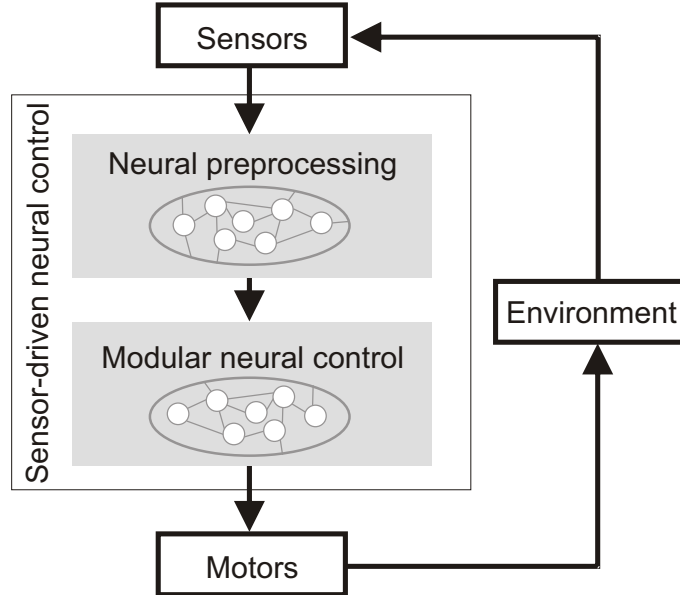 Sensors
Sensor-driven neural control
Neural preprocessing
Modular neural control
Environment
Motors